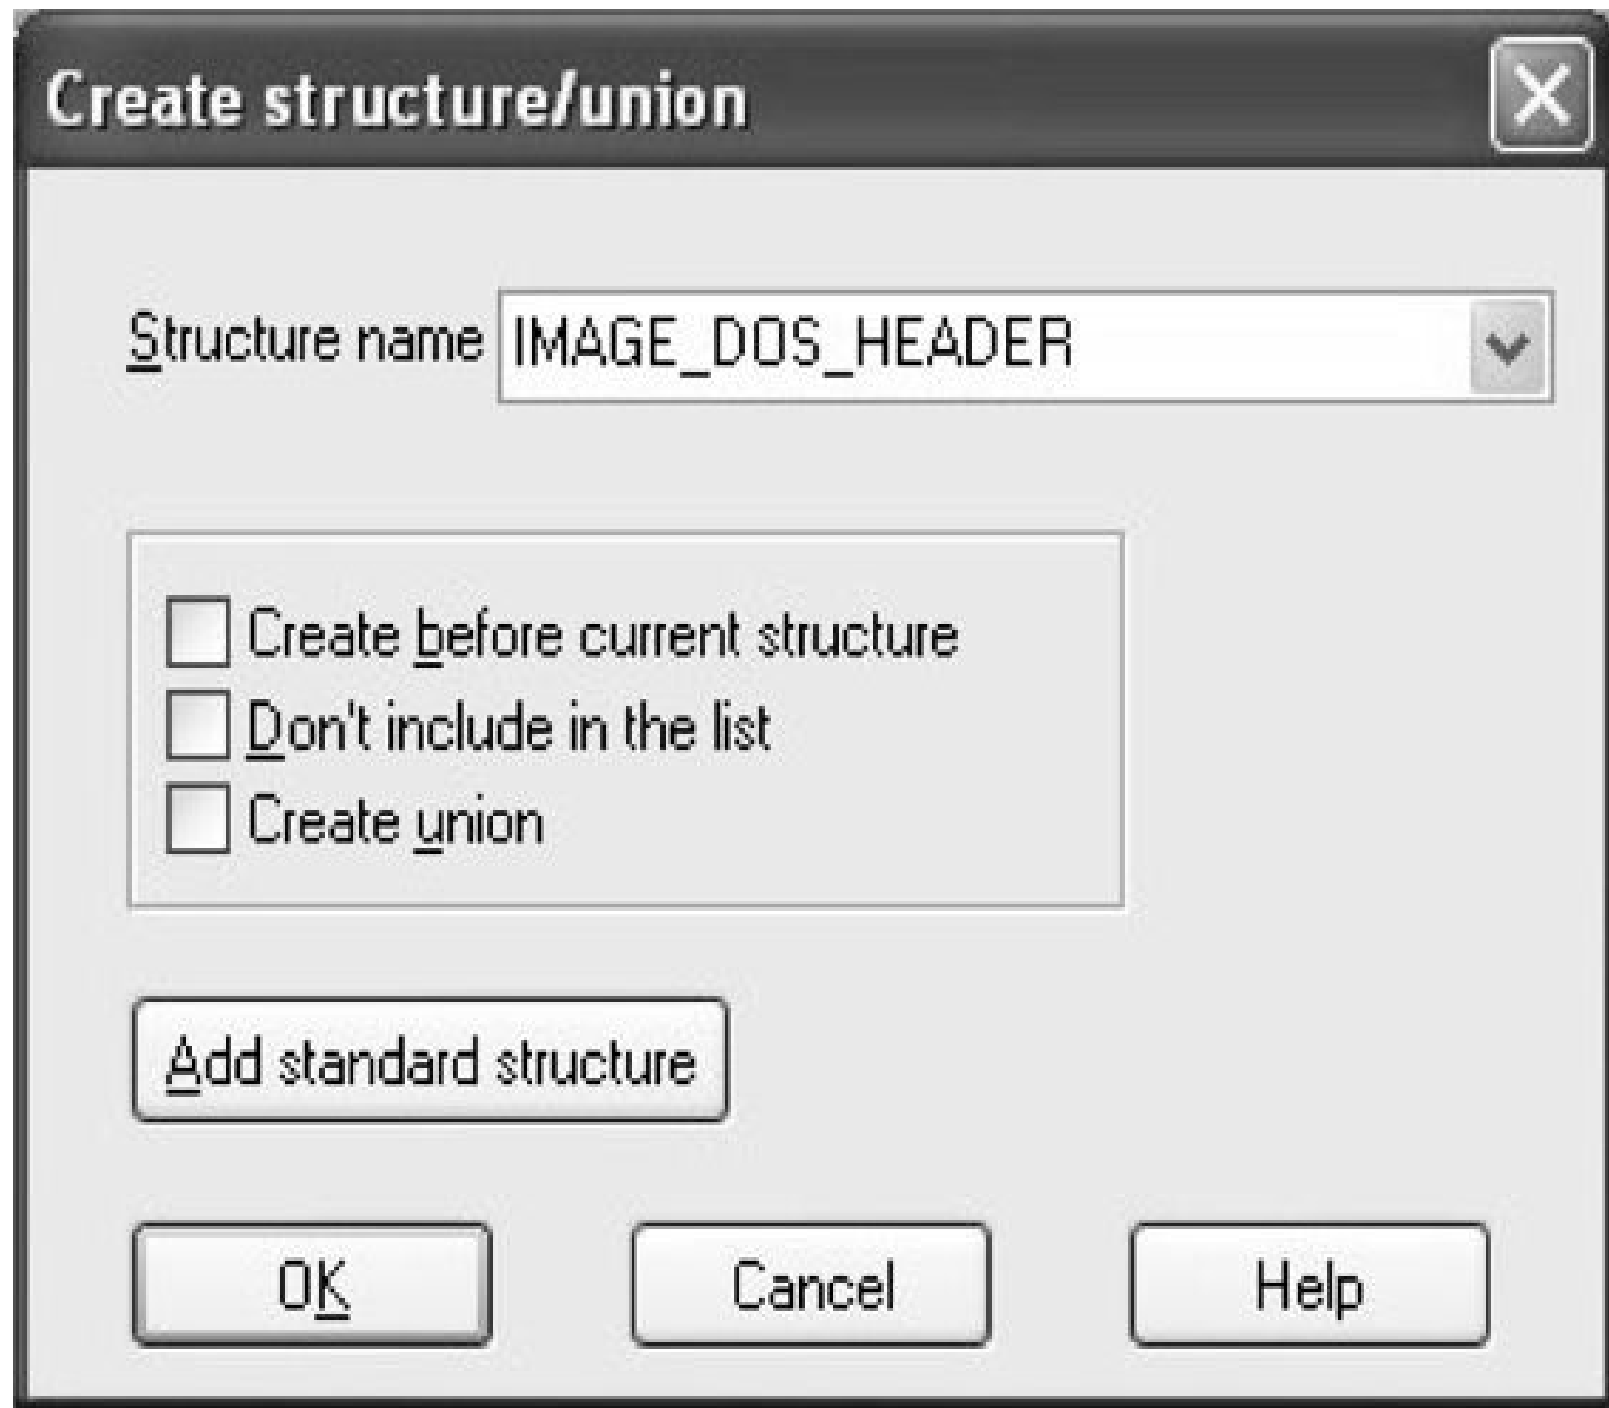 Create structure/union
Structure name IMAGE_DOS_HEADER
Create before current structure
Don't include in the list
Create union
Add standard structure
OK Cancel Help